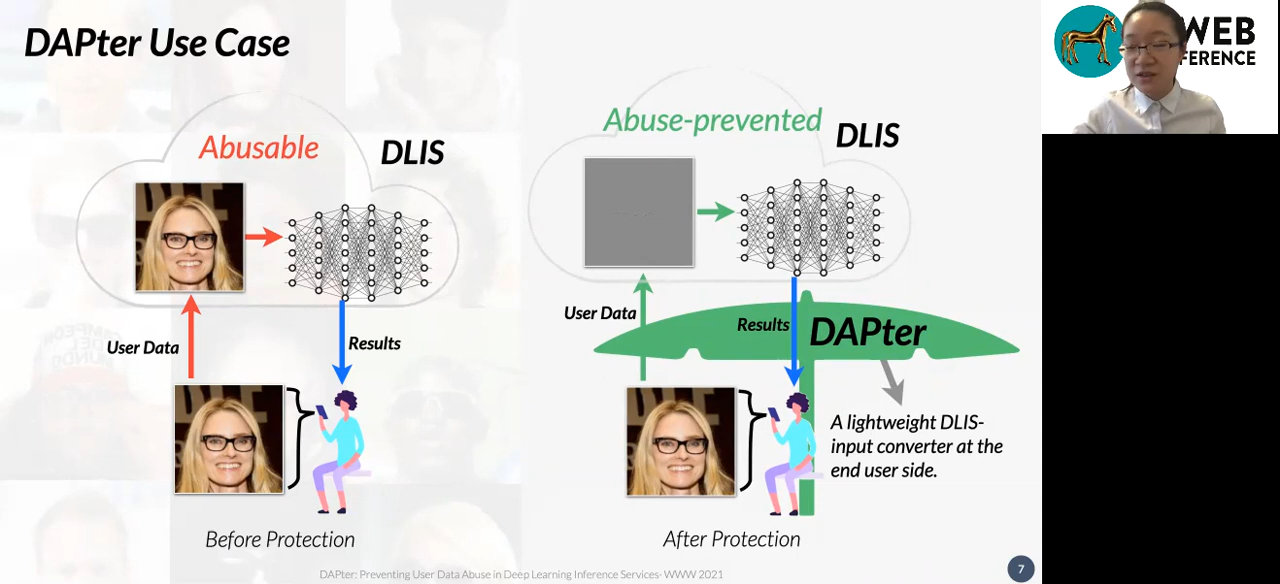 DAPter Use Case
WEB
FERENCE
Abusable
DLIS
User Data
Results
Before Protection
Abuse-prevented
DLIS
User Data
Results
DAPter
A lightweight DLIS-
input converter at the
end user side.
After Protection
DAPter: Preventing User Data Abuse in Deep Learning Inference Services- WWW 2021
7